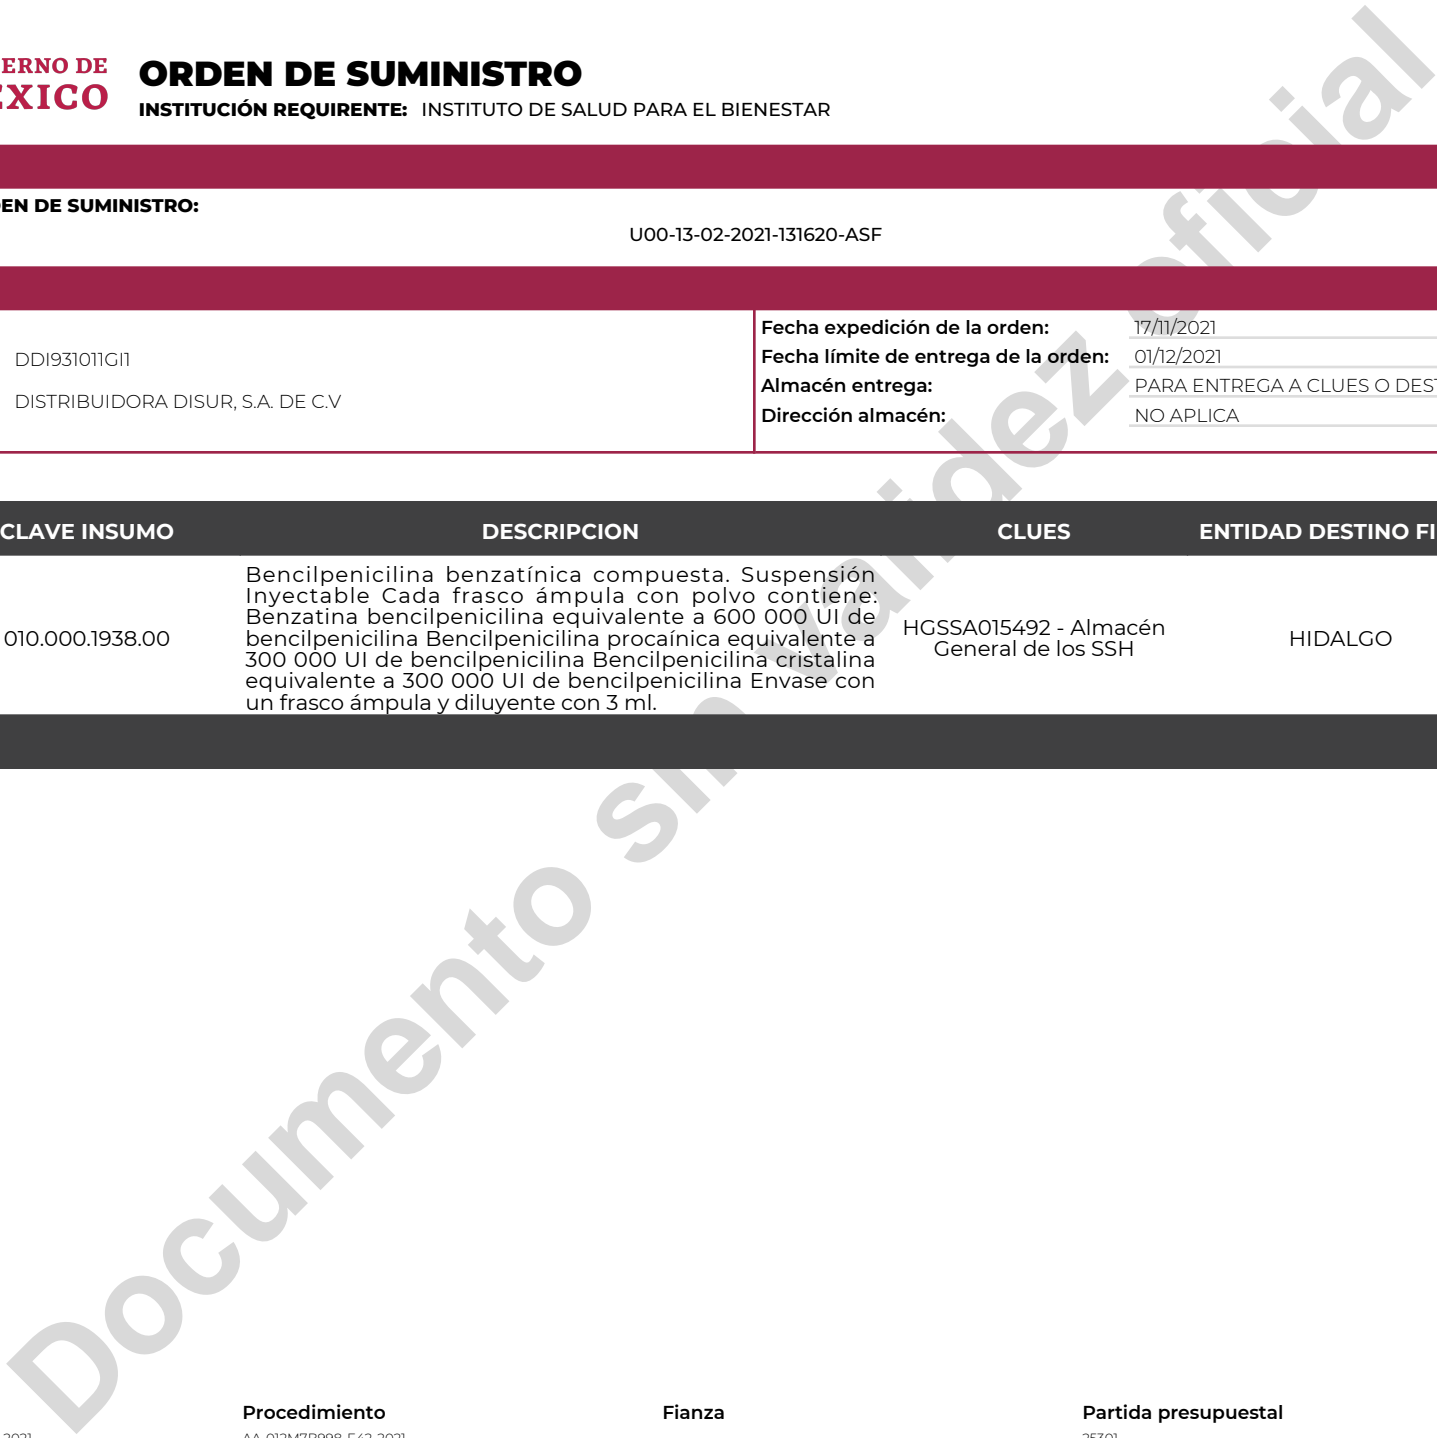 ERNO DE
ORDEN DE SUMINISTRO
INSTITUCIÓN REQUIRENTE: INSTITUTO DE SALUD PARA EL BIENESTAR
EN DE SUMINISTRO:
U00-13-02-2021-131620-ASF
DDI931011GI1
DISTRIBUIDORA DISUR, S.A. DE C.V
Fecha expedición de la orden: 17/11/2021
Fecha límite de entrega de la orden: 01/12/2021
Almacén entrega: PARA ENTREGA A CLUES O DEST
Dirección almacén: NO APLICA
CLAVE INSUMO DESCRIPCION CLUES ENTIDAD DESTINO FI
010.000.1938.00
Bencilpenicilina benzatínica compuesta. Suspensión
Inyectable Cada frasco ámpula con polvo contiene:
Benzatina bencilpenicilina equivalente a 600 000 UI de
bencilpenicilina Bencilpenicilina procaínica equivalente a
300 000 UI de bencilpenicilina Bencilpenicilina cristalina
equivalente a 300 000 UI de bencilpenicilina Envase con
un frasco ámpula y diluyente con 3 ml.
HGSSA015492 - Almacén
General de los SSH
HIDALGO
Documento sin validez oficial
Procedimiento Fianza Partida presupuestal